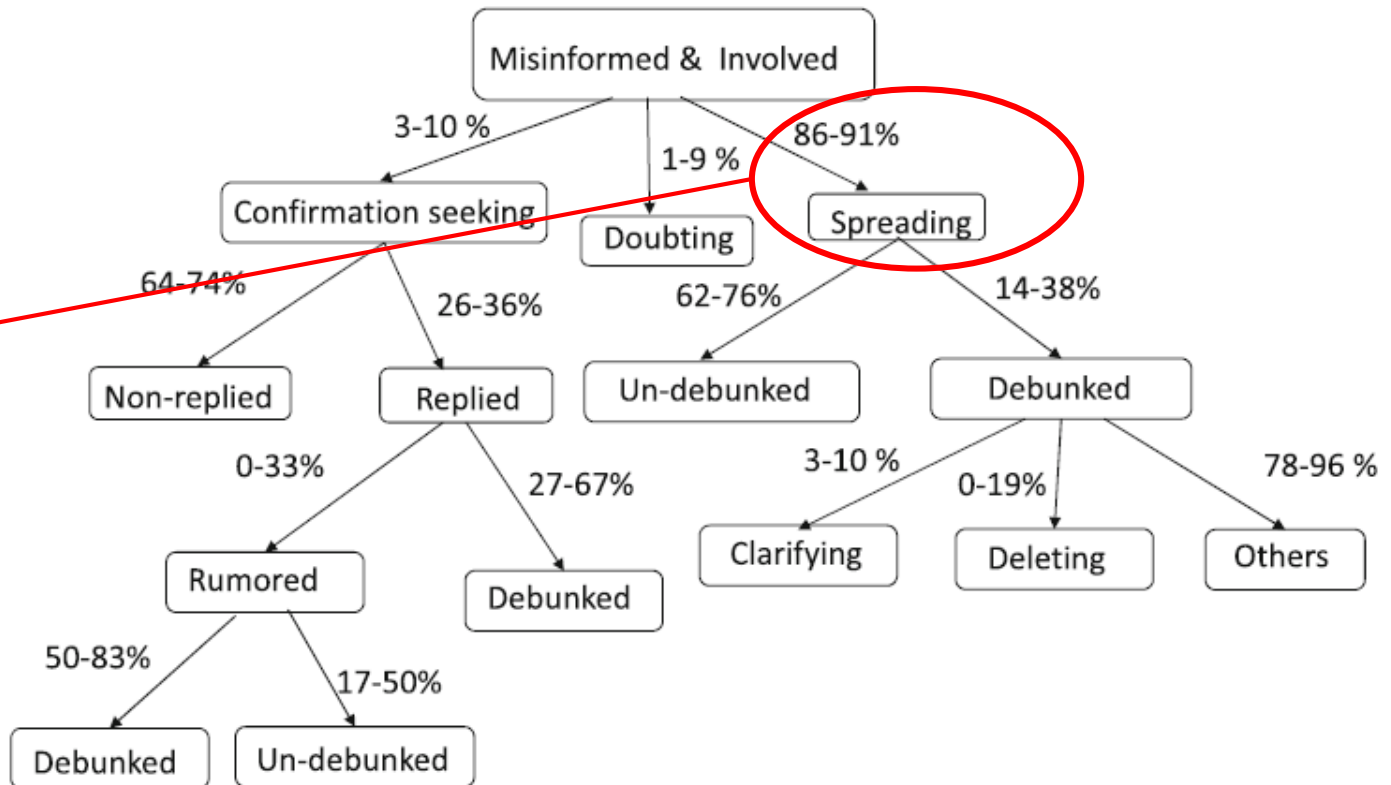 Misinformed & Involved
3-10 %
1-9 %
86-91%
Confirmation seeking
Doubting
Spreading
64-74%
26-36%
62-76%
14-38%
Non-replied
Replied
Un-debunked
Debunked
0-33%
27-67%
3-10 %
0-19%
78-96 %
Rumored
Debunked
Clarifying
Deleting
Others
50-83%
17-50%
Debunked
Un-debunked